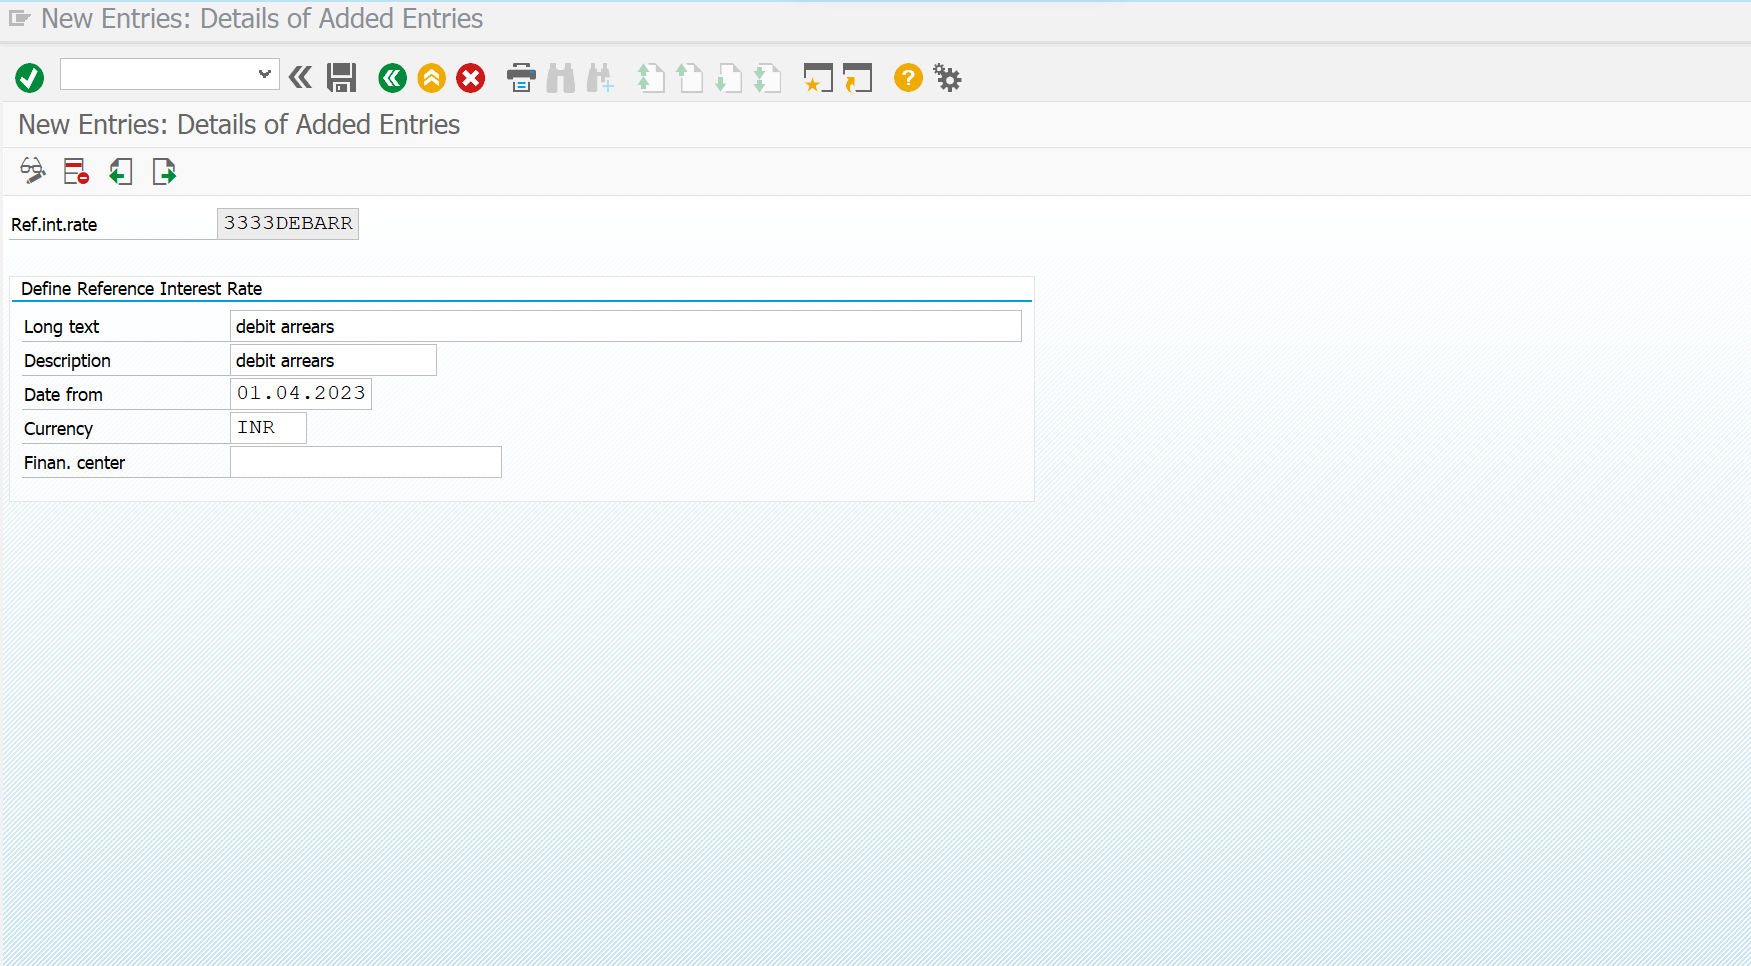 New Entries: Details of Added Entries
New Entries: Details of Added Entries
Ref.int.rate 3333DEBARR
Define Reference Interest Rate
Long text debit arrears
Description debit arrears
Date from 01.04.2023
Currency INR
Finan. center